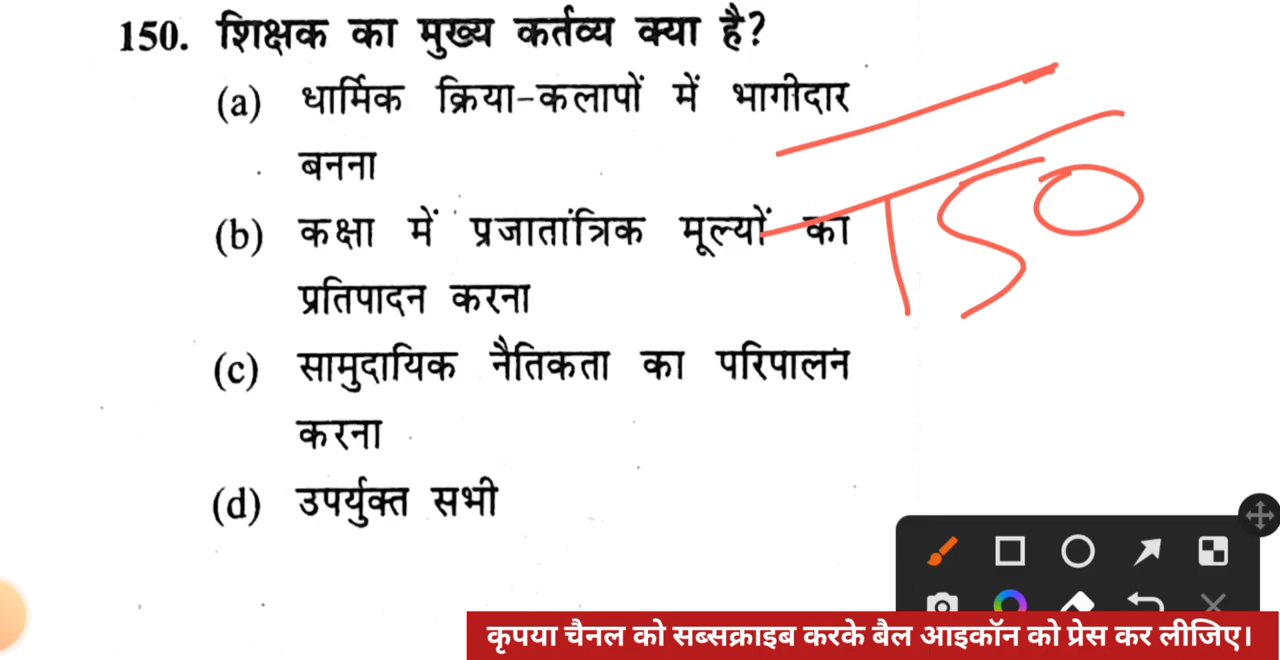 150. शिक्षक का मुख्य कर्तव्य क्या है?
(a) धार्मिक क्रिया-कलापों में भागीदार
बनना
(b) कक्षा में प्रजातांत्रिक मूल्यों का
प्रतिपादन करना
(c) सामुदायिक नैतिकता का परिपालन
करना
(d) उपर्युक्त सभी
150
कृपया चैनल को सब्सक्राइब करके बैल आइकॉन को प्रेस कर लीजिए।